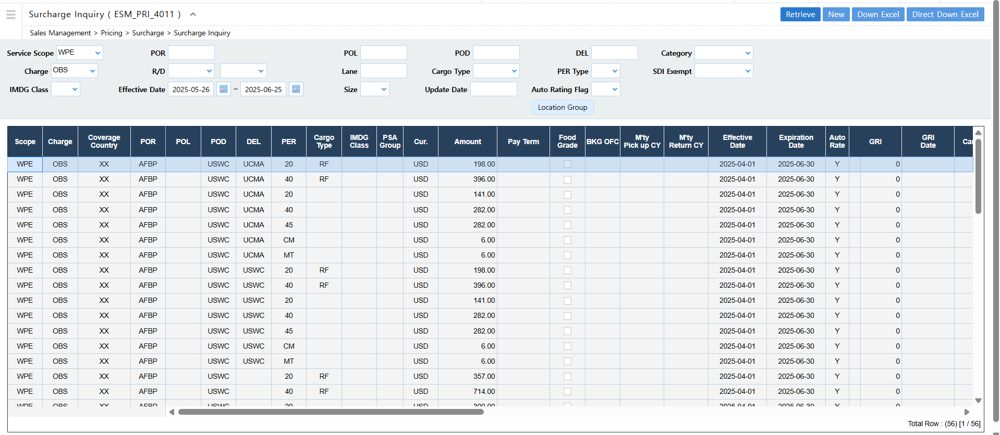 Surcharge Inquiry ( ESM_PRI_4011 )
Retrieve New Down Excel Direct Down Excel
Sales Management > Pricing > Surcharge > Surcharge Inquiry
Service Scope WPE POR POL POD DEL Category
Charge OBS R/D Lane Cargo Type PER Type SDI Exempt
IMDG Class Effective Date 2025-05-26 ~ 2025-06-25 Size Update Date Auto Rating Flag
Location Group
Scope Charge Coverage Country POR POL POD DEL PER Cargo Type IMDG Class PSA Group Cur. Amount Pay Term Food Grade BKG OFC M'ty Pick up CY M'ty Return CY Effective Date Expiration Date Auto Rate GRI GRI Date
WPE OBS XX AFBP USWC UCMA 20 RF USD 198.00 2025-04-01 2025-06-30 Y 0
WPE OBS XX AFBP USWC UCMA 40 RF USD 396.00 2025-04-01 2025-06-30 Y 0
WPE OBS XX AFBP USWC UCMA 20 USD 141.00 2025-04-01 2025-06-30 Y 0
WPE OBS XX AFBP USWC UCMA 40 USD 282.00 2025-04-01 2025-06-30 Y 0
WPE OBS XX AFBP USWC UCMA 45 USD 282.00 2025-04-01 2025-06-30 Y 0
WPE OBS XX AFBP USWC UCMA CM USD 6.00 2025-04-01 2025-06-30 Y 0
WPE OBS XX AFBP USWC UCMA MT USD 6.00 2025-04-01 2025-06-30 Y 0
WPE OBS XX AFBP USWC USWC 20 RF USD 198.00 2025-04-01 2025-06-30 Y 0
WPE OBS XX AFBP USWC USWC 40 RF USD 396.00 2025-04-01 2025-06-30 Y 0
WPE OBS XX AFBP USWC USWC 20 USD 141.00 2025-04-01 2025-06-30 Y 0
WPE OBS XX AFBP USWC USWC 40 USD 282.00 2025-04-01 2025-06-30 Y 0
WPE OBS XX AFBP USWC USWC 45 USD 282.00 2025-04-01 2025-06-30 Y 0
WPE OBS XX AFBP USWC USWC CM USD 6.00 2025-04-01 2025-06-30 Y 0
WPE OBS XX AFBP USWC USWC MT USD 6.00 2025-04-01 2025-06-30 Y 0
WPE OBS XX AFBP USWC 20 RF USD 357.00 2025-04-01 2025-06-30 Y 0
WPE OBS XX AFBP USWC 40 RF USD 714.00 2025-04-01 2025-06-30 Y 0
WPE OBS XX AFBP USWC 20 USD 300.00 2025-04-01 2025-06-30 Y 0
Total Row : (56) [1 / 56]